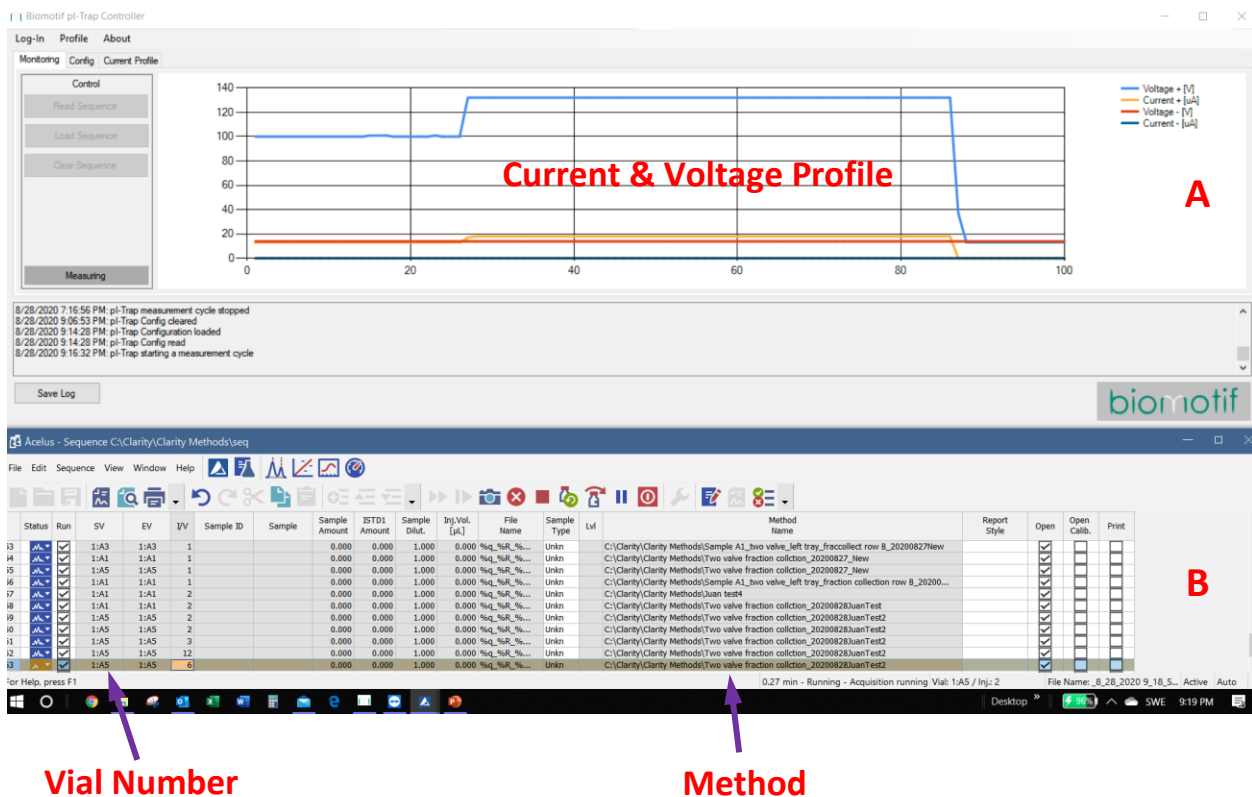 Biomotif pI-Trap Controller
Log-In Profile About
Monitoring Config Current Profile
Control
Read Sequence
Load Sequence
Clear Sequence
Measuring
140
120
100
80
60
40
20
0
0 20 40 60 80 100
Current & Voltage Profile
Voltage + [V]
Current + [uA]
Voltage - [V]
Current - [uA]
A
8/28/2020 7:16:56 PM: pI-Trap measurement cycle stopped
8/28/2020 9:06:53 PM: pI-Trap Config cleared
8/28/2020 9:14:28 PM: pI-Trap Configuration loaded
8/28/2020 9:14:28 PM: pI-Trap Config read
8/28/2020 9:16:32 PM: pI-Trap starting a measurement cycle
Save Log
biomotif
Acelus - Sequence C:\Clarity\Clarity Methods\seq
File Edit Sequence View Window Help
Status Run SV EV I/V Sample ID Sample Sample Amount ISTD1 Amount Sample Dilut. Inj.Vol. [µL] File Name Sample Type Lvl Method Name Report Style Open Open Calib. Print
1:A3 1:A3 1 0.000 0.000 1.000 0.000 %q_%R_%... Unkn C:\Clarity\Clarity Methods\Sample A1_two valve_left tray_fraccollect row B_20200827New
1:A1 1:A1 1 0.000 0.000 1.000 0.000 %q_%R_%... Unkn C:\Clarity\Clarity Methods\Two valve fraction collction_20200827_New
1:A5 1:A5 1 0.000 0.000 1.000 0.000 %q_%R_%... Unkn C:\Clarity\Clarity Methods\Two valve fraction collction_20200827_New
1:A1 1:A1 1 0.000 0.000 1.000 0.000 %q_%R_%... Unkn C:\Clarity\Clarity Methods\Sample A1_two valve_left tray_fraction collection row B_20200...
1:A1 1:A1 2 0.000 0.000 1.000 0.000 %q_%R_%... Unkn C:\Clarity\Clarity Methods\Juan test4
1:A1 1:A1 2 0.000 0.000 1.000 0.000 %q_%R_%... Unkn C:\Clarity\Clarity Methods\Two valve fraction collction_20200828JuanTest
1:A5 1:A5 2 0.000 0.000 1.000 0.000 %q_%R_%... Unkn C:\Clarity\Clarity Methods\Two valve fraction collction_20200828JuanTest2
1:A5 1:A5 2 0.000 0.000 1.000 0.000 %q_%R_%... Unkn C:\Clarity\Clarity Methods\Two valve fraction collction_20200828JuanTest2
1:A5 1:A5 3 0.000 0.000 1.000 0.000 %q_%R_%... Unkn C:\Clarity\Clarity Methods\Two valve fraction collction_20200828JuanTest2
1:A5 1:A5 12 0.000 0.000 1.000 0.000 %q_%R_%... Unkn C:\Clarity\Clarity Methods\Two valve fraction collction_20200828JuanTest2
1:A5 1:A5 6 0.000 0.000 1.000 0.000 %q_%R_%... Unkn C:\Clarity\Clarity Methods\Two valve fraction collction_20200828JuanTest2
B
For Help, press F1 0.27 min - Running - Acquisition running Vial: 1:A5 / Inj.: 2 File Name: _8_28_2020 9_18_5... Active Auto
Desktop 96% SWE 9:19 PM
Vial Number Method